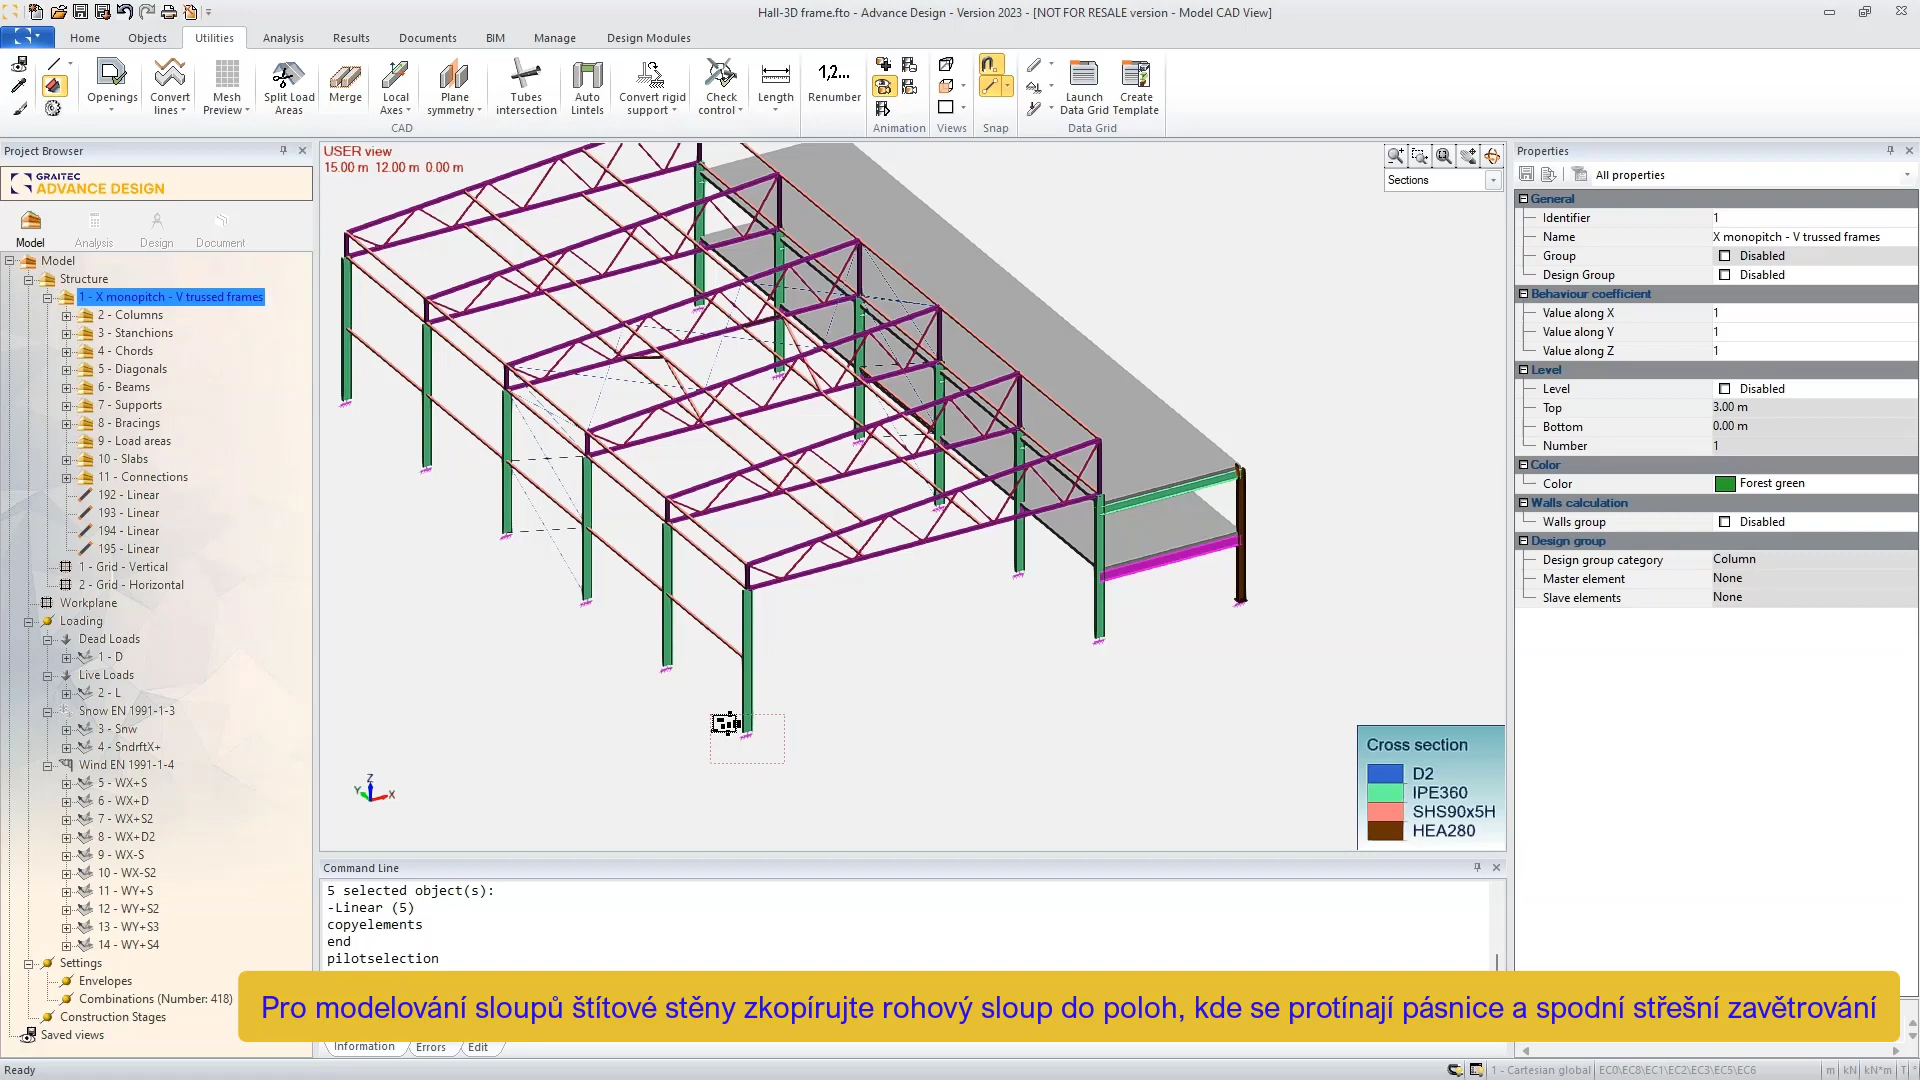 Hall-3D frame.fto - Advance Design - Version 2023 - [NOT FOR RESALE version - Model CAD View]
Home Objects Utilities Analysis Results Documents BIM Manage Design Modules
Openings Convert lines Mesh Preview Split Load Areas Merge Local Axes Plane symmetry Tubes intersection Auto Lintels Convert rigid support Check control Length 1,2... Renumber Launch Data Grid Create Template
CAD Animation Views Snap Data Grid
Project Browser
GRAITEC
ADVANCE DESIGN
Model Analysis Design Document
Model
Structure
1 - X monopitch - V trussed frames
2 - Columns
3 - Stanchions
4 - Chords
5 - Diagonals
6 - Beams
7 - Supports
8 - Bracings
9 - Load areas
10 - Slabs
11 - Connections
192 - Linear
193 - Linear
194 - Linear
195 - Linear
1 - Grid - Vertical
2 - Grid - Horizontal
Workplane
Loading
Dead Loads
1 - D
Live Loads
2 - L
Snow EN 1991-1-3
3 - Snw
4 - SndrftX+
Wind EN 1991-1-4
5 - WX+S
6 - WX+D
7 - WX+S2
8 - WX+D2
9 - WX-S
10 - WX-S2
11 - WY+S
12 - WY+S2
13 - WY+S3
14 - WY+S4
Settings
Envelopes
Combinations (Number: 418)
Construction Stages
Saved views
USER view
15.00 m 12.00 m 0.00 m
Sections
Z
Y X
Cross section
D2
IPE360
SHS90x5H
HEA280
Command Line
5 selected object(s):
-Linear (5)
copyelements
end
pilotselection
Information Errors Edit
Properties
All properties
General
Identifier 1
Name X monopitch - V trussed frames
Group Disabled
Design Group Disabled
Behaviour coefficient
Value along X 1
Value along Y 1
Value along Z 1
Level
Level Disabled
Top 3.00 m
Bottom 0.00 m
Number 1
Color
Color Forest green
Walls calculation
Walls group Disabled
Design group
Design group category Column
Master element None
Slave elements None
Pro modelování sloupů štítové stěny zkopírujte rohový sloup do poloh, kde se protínají pásnice a spodní střešní zavětrování
Ready
1 - Cartesian global EC0\EC8\EC1\EC2\EC3\EC5\EC6 m kN kN*m T °